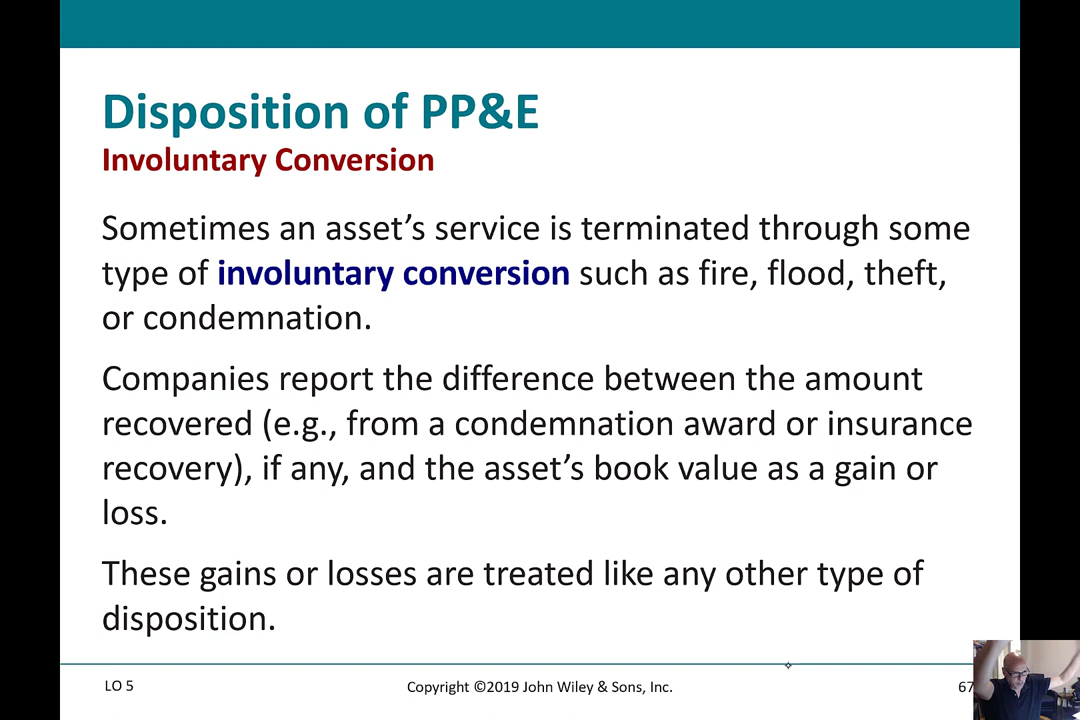 Disposition of PP&E
Involuntary Conversion
Sometimes an asset’s service is terminated through some
type of involuntary conversion such as fire, flood, theft,
or condemnation.
Companies report the difference between the amount
recovered (e.g., from a condemnation award or insurance
recovery), if any, and the asset’s book value as a gain or
loss.
These gains or losses are treated like any other type of
disposition.
LO 5
Copyright ©2019 John Wiley & Sons, Inc.
67